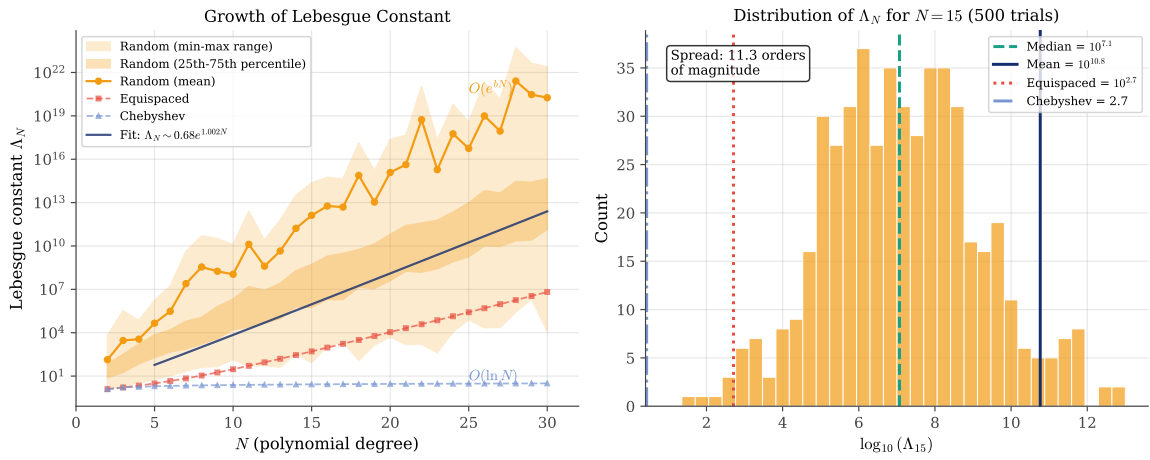 Growth of Lebesgue Constant
Random (min-max range)
Random (25th-75th percentile)
Random (mean)
Equispaced
Chebyshev
Fit: Λ_N ~ 0.68e^{1.002N}
O(e^{bN})
O(ln N)
Lebesgue constant Λ_N
10^{22}
10^{19}
10^{16}
10^{13}
10^{10}
10^7
10^4
10^1
0 5 10 15 20 25 30
N (polynomial degree)
Distribution of Λ_N for N = 15 (500 trials)
Spread: 11.3 orders
of magnitude
Median = 10^{7.1}
Mean = 10^{10.8}
Equispaced = 10^{2.7}
Chebyshev = 2.7
Count
35
30
25
20
15
10
5
0
2 4 6 8 10 12
log_{10} (Λ_{15})